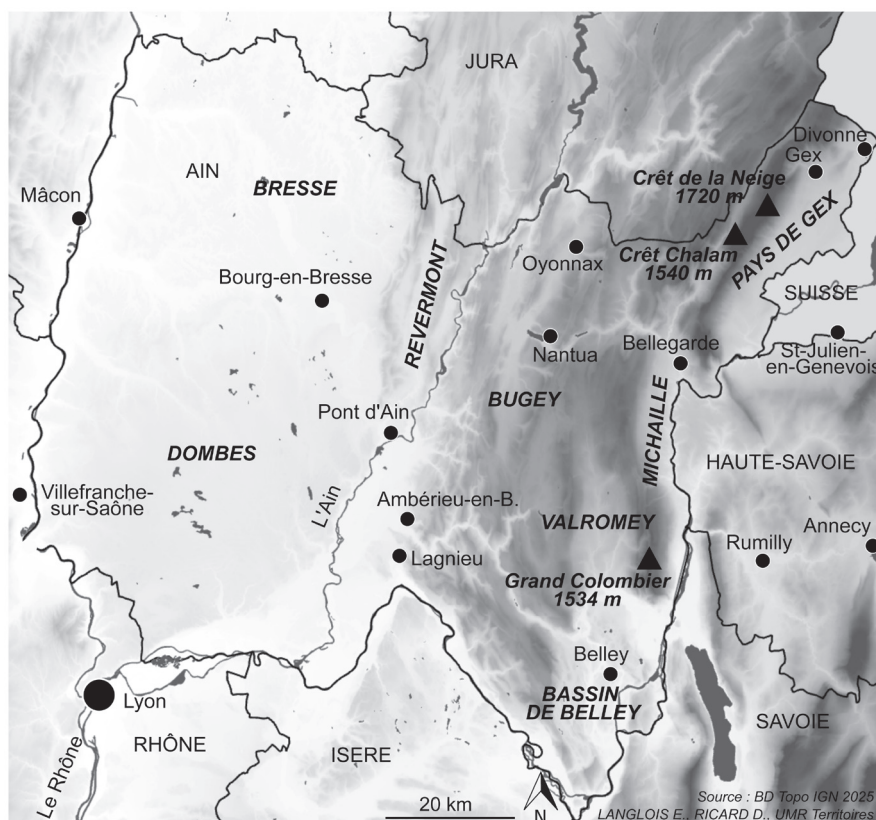 JURA
Divonne
Gex
AIN
BRESSE
Crêt de la Neige
1720 m
Mâcon
PAYS DE GEX
Crêt Chalam
1540 m
Oyonnax
Bourg-en-Bresse
REVERMONT
SUISSE
Nantua
Bellegarde
St-Julien-
en-Genevois
BUGEY
MICHAILLE
Pont d'Ain
DOMBES
HAUTE-SAVOIE
Villefranche-
sur-Saône
L'Ain
Ambérieu-en-B.
VALROMEY
Annecy
Rumilly
Lagnieu
Grand Colombier
1534 m
Belley
BASSIN
DE BELLEY
Lyon
SAVOIE
RHÔNE
ISERE
Le Rhône
20 km
N
Source : BD Topo IGN 2025
LANGLOIS E., RICARD D., UMR Territoires